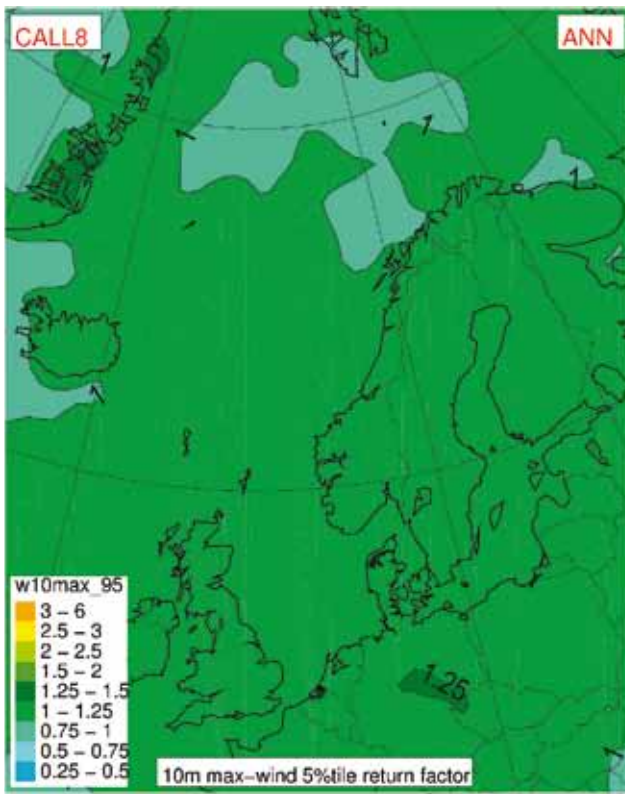 CALL8
ANN
1
1
1
1
1
1.25
w10max_95
3 - 6
2.5 - 3
2 - 2.5
1.5 - 2
1.25 - 1.5
1 - 1.25
0.75 - 1
0.5 - 0.75
0.25 - 0.5
1
10m max-wind 5%tile return factor